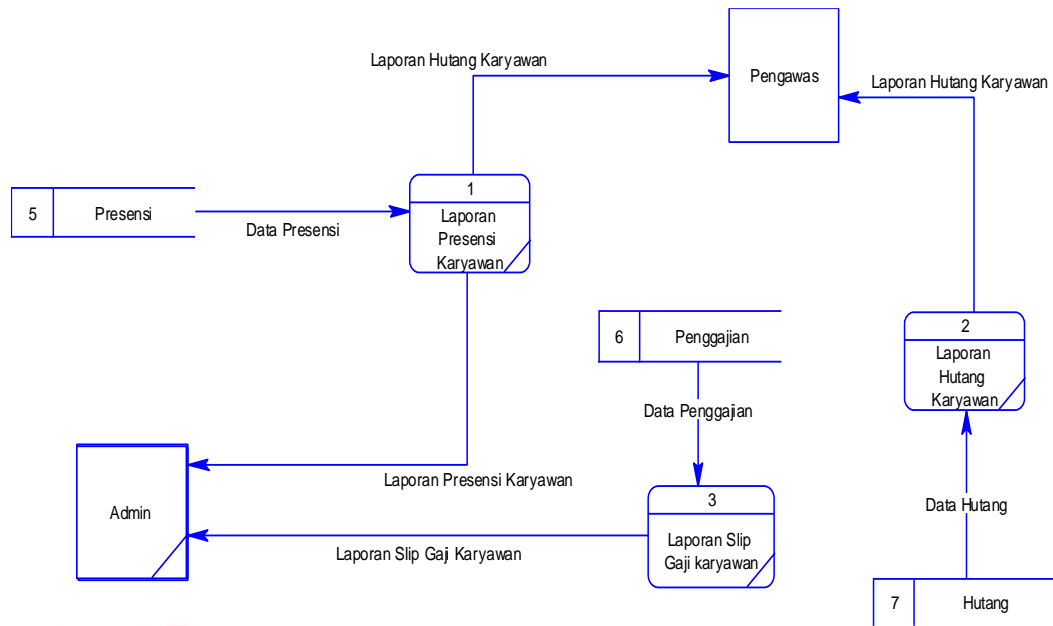 Laporan Hutang Karyawan
Pengawas
Laporan Hutang Karyawan
5
Presensi
Data Presensi
1
Laporan
Presensi
Karyawan
6
Penggajian
2
Laporan
Hutang
Karyawan
Data Penggajian
Admin
Laporan Presensi Karyawan
3
Laporan Slip
Gaji karyawan
Laporan Slip Gaji Karyawan
Data Hutang
7
Hutang